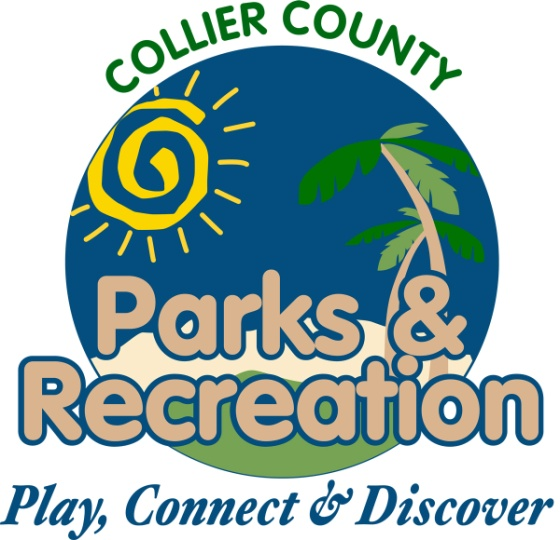 COLLIER COUNTY
Parks &
Recreation
Play, Connect & Discover